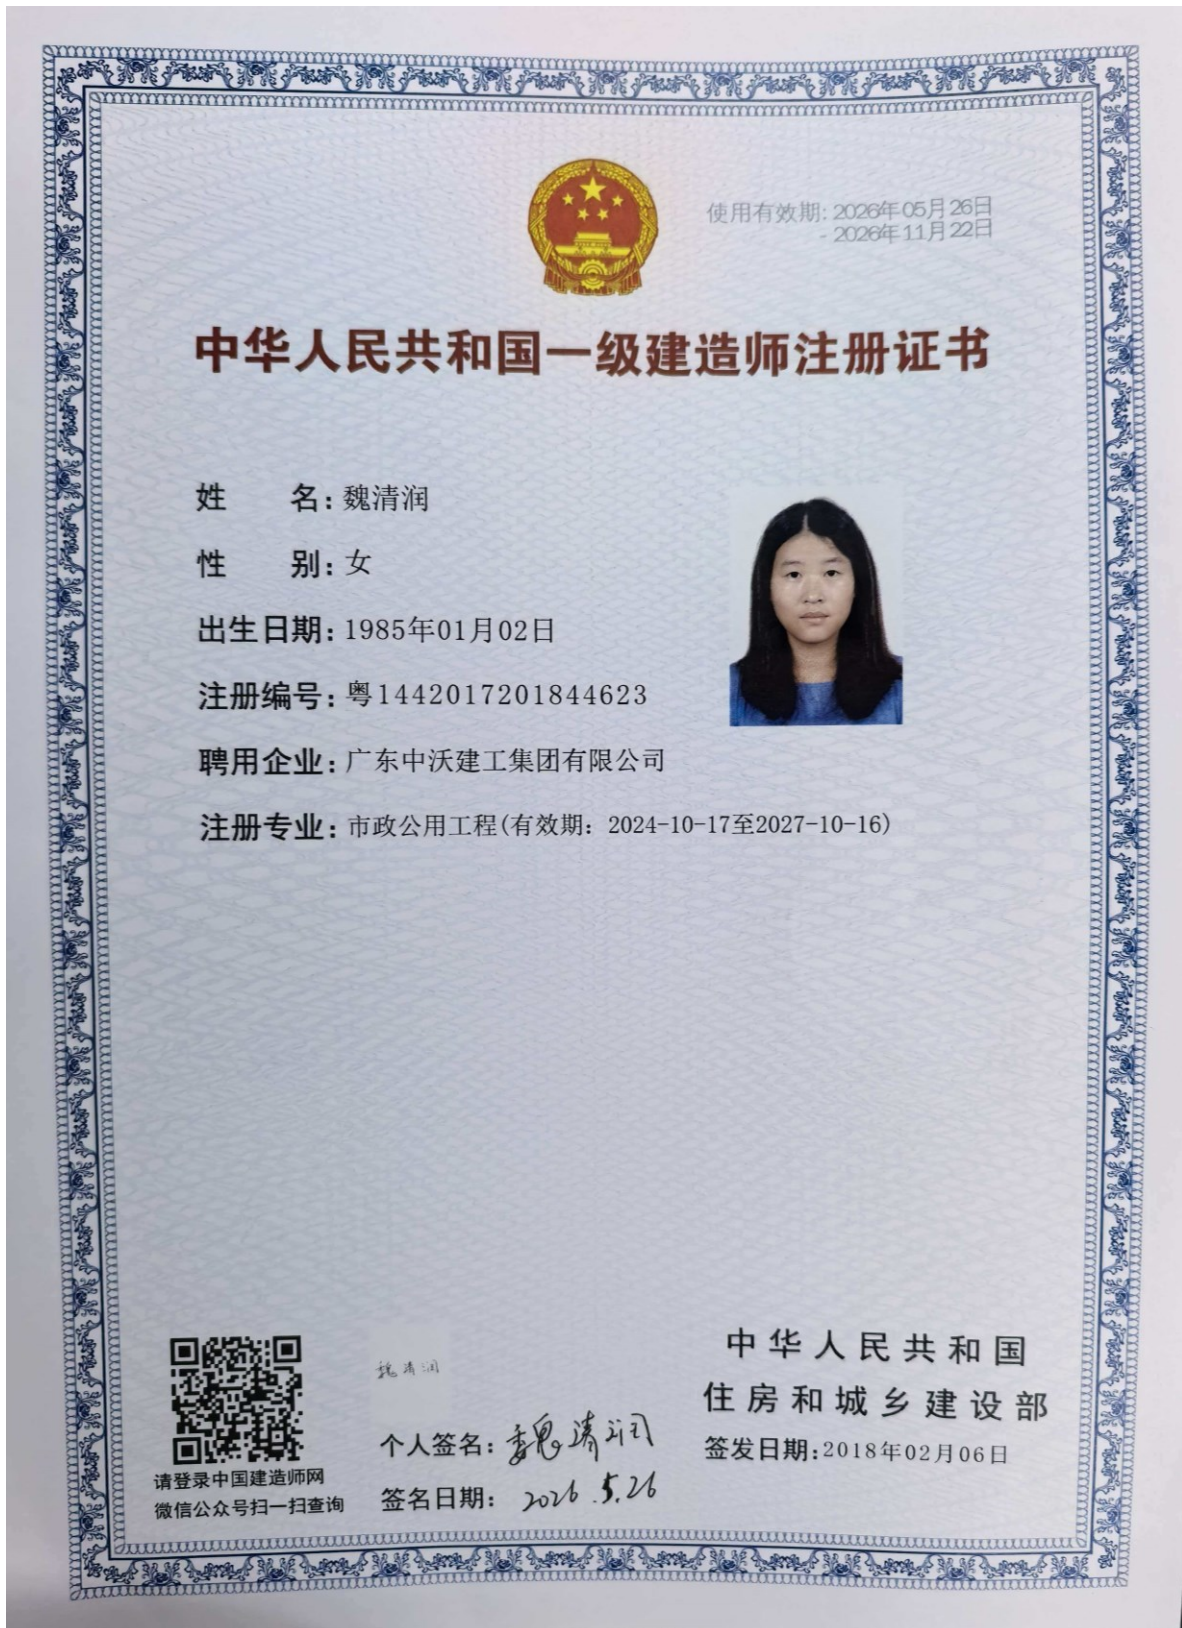 使用有效期: 2026年05月26日
- 2026年11月22日
中华人民共和国一级建造师注册证书
姓 名: 魏清润
性 别: 女
出生日期: 1985年01月02日
注册编号: 粤1442017201844623
聘用企业: 广东中沃建工集团有限公司
注册专业: 市政公用工程(有效期: 2024-10-17至2027-10-16)
请登录中国建造师网
微信公众号扫一扫查询
魏清润
个人签名: 魏清润
签名日期: 2026.5.26
中华人民共和国
住房和城乡建设部
签发日期:2018年02月06日